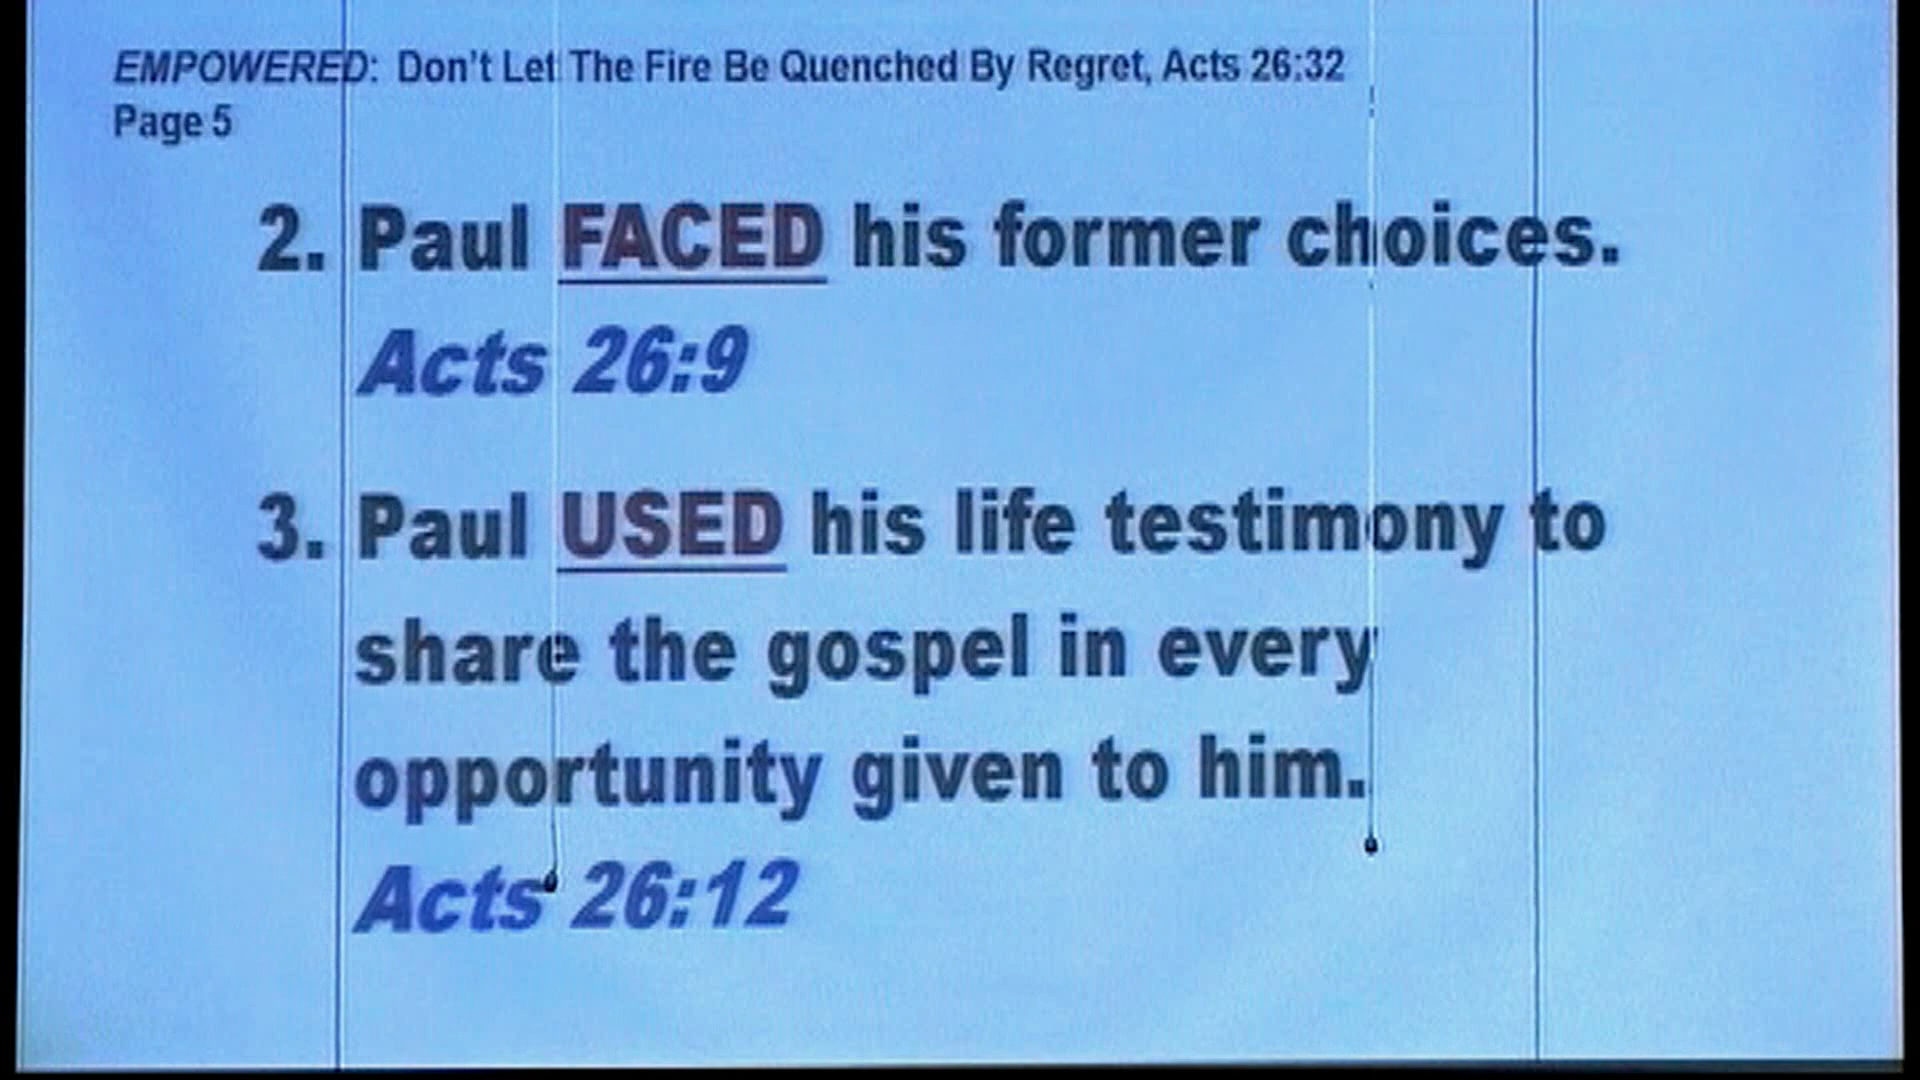 EMPOWERED: Don't Let The Fire Be Quenched By Regret, Acts 26:32
Page 5
2. Paul FACED his former choices.
Acts 26:9
3. Paul USED his life testimony to
share the gospel in every
opportunity given to him.
Acts 26:12